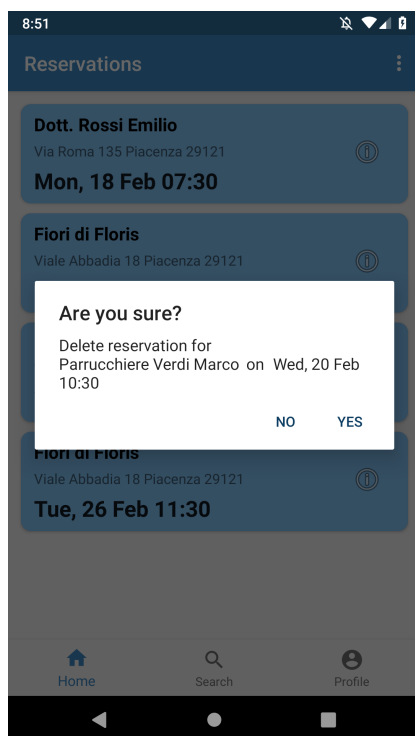 8:51
Reservations
Dott. Rossi Emilio
Via Roma 135 Piacenza 29121
Mon, 18 Feb 07:30
Fiori di Floris
Viale Abbadia 18 Piacenza 29121
Are you sure?
Delete reservation for
Parrucchiere Verdi Marco on Wed, 20 Feb
10:30
NO YES
Fiori di Floris
Viale Abbadia 18 Piacenza 29121
Tue, 26 Feb 11:30
Home Search Profile